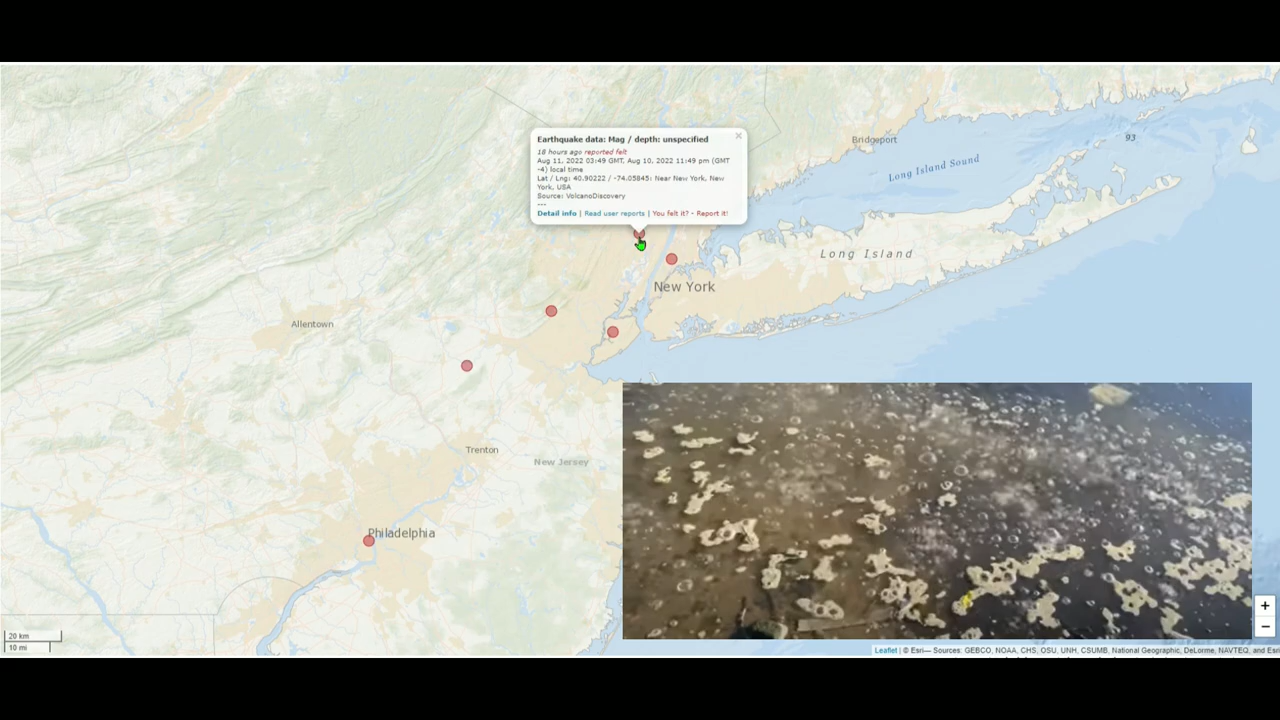 Bridgeport
93
Long Island Sound
Earthquake data: Mag / depth: unspecified
×
18 hours ago reported felt
Aug 11, 2022 03:49 GMT, Aug 10, 2022 11:49 pm (GMT
-4) local time
Lat / Lng: 40.90222 / -74.05845: Near New York, New
York, USA
Source: VolcanoDiscovery
---
Detail info | Read user reports | You felt it? - Report it!
Long Island
New York
Allentown
Trenton
New Jersey
Philadelphia
+
−
20 km
10 mi
Leaflet | © Esri— Sources: GEBCO, NOAA, CHS, OSU, UNH, CSUMB, National Geographic, DeLorme, NAVTEQ, and Esri